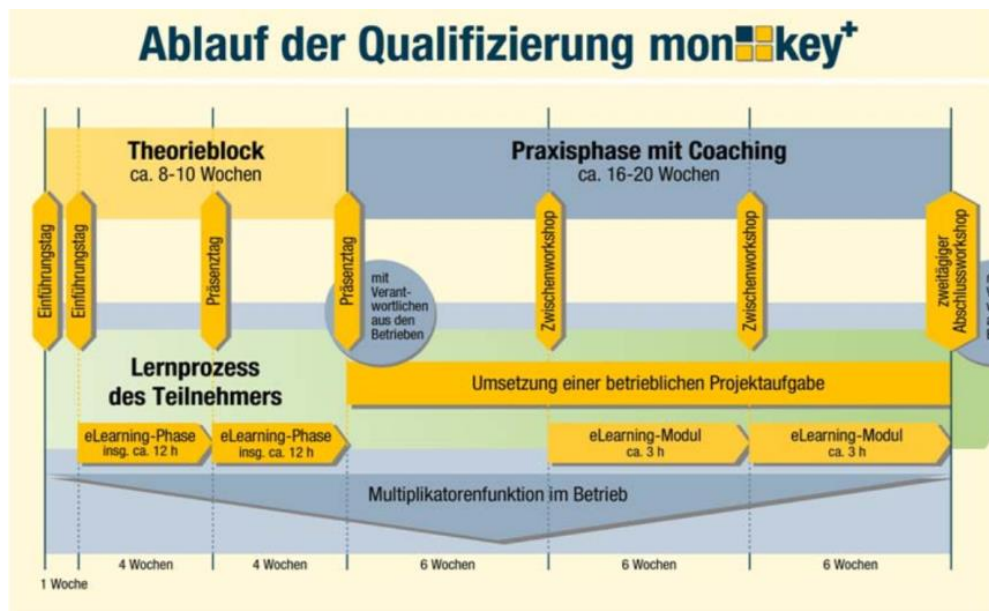 Ablauf der Qualifizierung monkey+
Theorieblock
ca. 8-10 Wochen
Praxisphase mit Coaching
ca. 16-20 Wochen
Einführungstag
Einführungstag
Präsenztag
Präsenztag
mit
Verant-
wortlichen
aus den
Betrieben
Zwischenworkshop
Zwischenworkshop
zweitägiger
Abschlussworkshop
Lernprozess
des Teilnehmers
Umsetzung einer betrieblichen Projektaufgabe
eLearning-Phase
insg. ca. 12 h
eLearning-Phase
insg. ca. 12 h
eLearning-Modul
ca. 3 h
eLearning-Modul
ca. 3 h
Multiplikatorenfunktion im Betrieb
1 Woche
4 Wochen
4 Wochen
6 Wochen
6 Wochen
6 Wochen